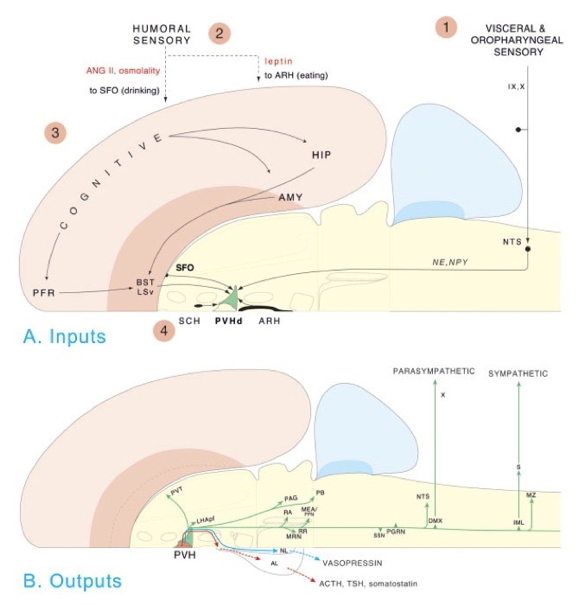 HUMORAL
SENSORY
2
1
VISCERAL &
OROPHARYNGEAL
SENSORY
ANG II, osmolality
to SFO (drinking)
leptin
to ARH (eating)
IX,X
3
COGNITIVE
HIP
AMY
NTS
SFO
NE, NPY
PFR
BST
LSv
SCH
PVHd
ARH
4
A. Inputs
PARASYMPATHETIC
SYMPATHETIC
X
PVT
PAG
PB
NTS
S
MZ
LHApf
RA
MEA/
PPN
RR
MRN
SSN
PGRN
DMX
IML
PVH
NL
AL
VASOPRESSIN
ACTH, TSH, somatostatin
B. Outputs